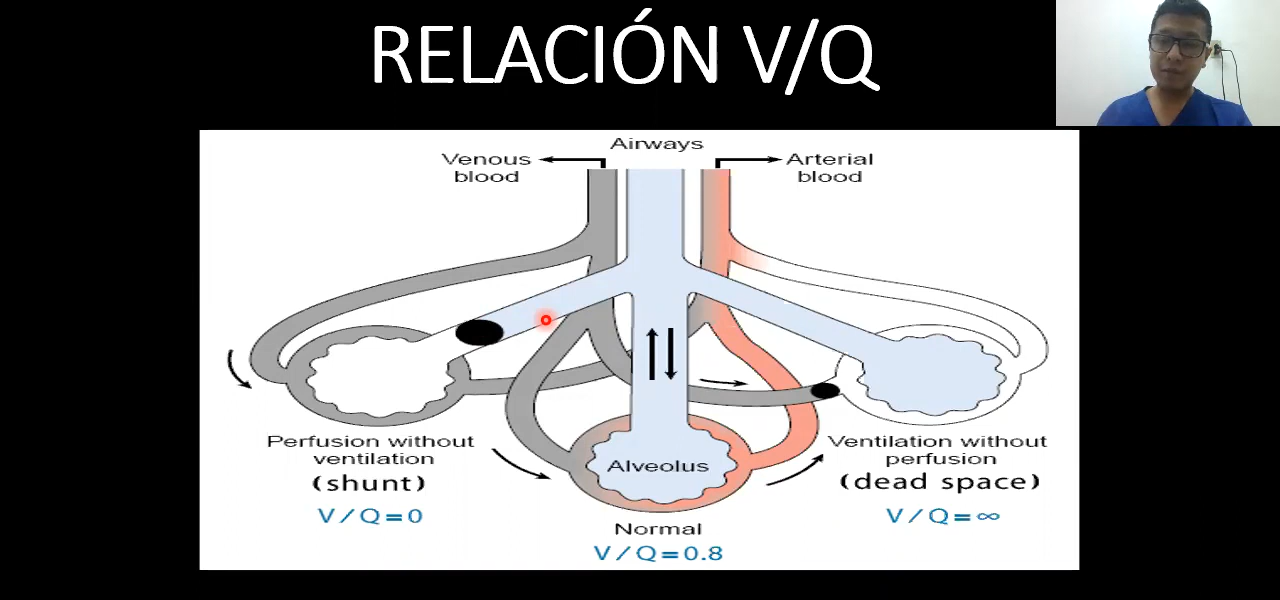 RELACIÓN V/Q
Airways
Venous
blood
Arterial
blood
Perfusion without
ventilation
(shunt)
V/Q=0
Alveolus
Normal
V/Q=0.8
Ventilation without
perfusion
(dead space)
V/Q=∞